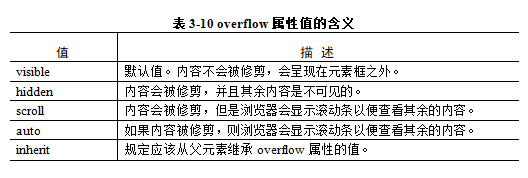 表 3-10 overflow 属性值的含义
值 描 述
visible 默认值。内容不会被修剪，会呈现在元素框之外。
hidden 内容会被修剪，并且其余内容是不可见的。
scroll 内容会被修剪，但是浏览器会显示滚动条以便查看其余的内容。
auto 如果内容被修剪，则浏览器会显示滚动条以便查看其余的内容。
inherit 规定应该从父元素继承 overflow 属性的值。